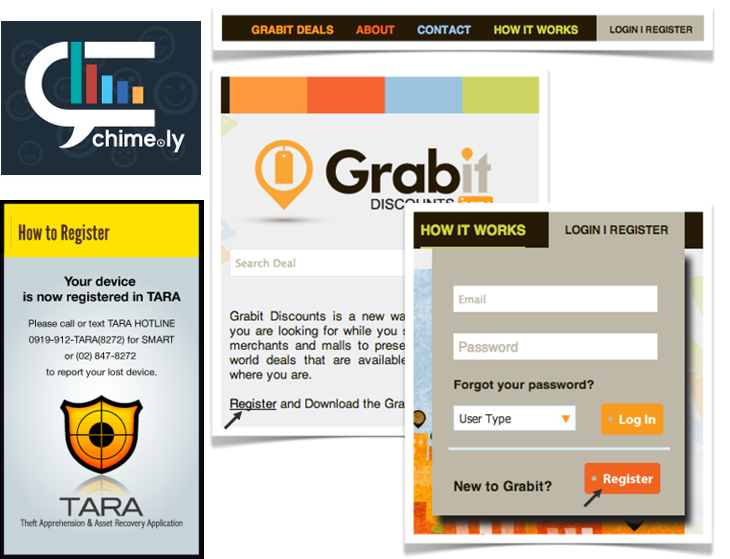 chime.ly
GRABIT DEALS ABOUT CONTACT HOW IT WORKS LOGIN I REGISTER
Grabit
DISCOUNTS
Search Deal
Grabit Discounts is a new wa
you are looking for while you s
merchants and malls to prese
world deals that are available
where you are.
Register and Download the Gra
How to Register
Your device
is now registered in TARA
Please call or text TARA HOTLINE
0919-912-TARA(8272) for SMART
or (02) 847-8272
to report your lost device.
TARA
Theft Apprehension & Asset Recovery Application
HOW IT WORKS LOGIN I REGISTER
Email
Password
Forgot your password?
User Type
Log In
New to Grabit?
Register